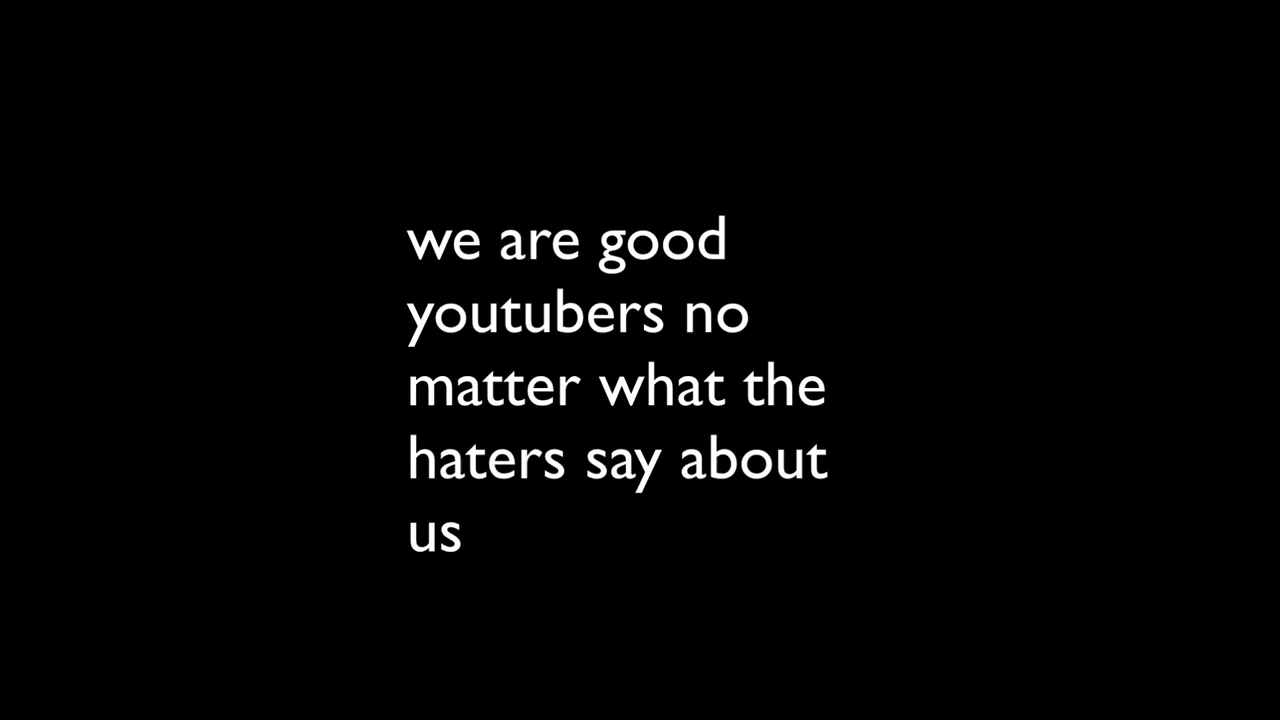 we are good
youtubers no
matter what the
haters say about
us